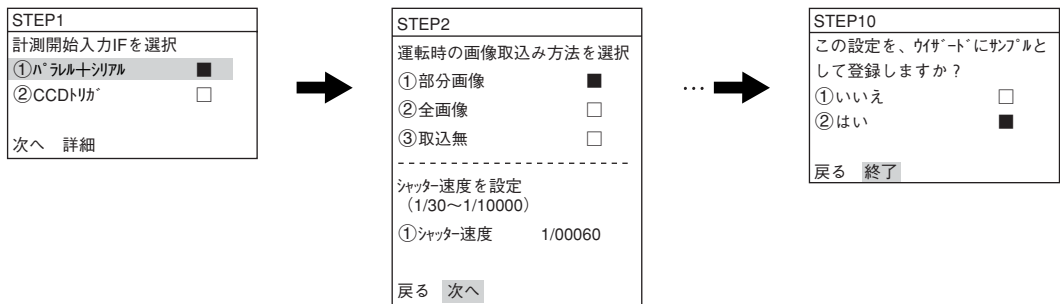 STEP1
計測開始入力IFを選択
①ﾊﾟﾗﾚﾙ＋ｼﾘｱﾙ ■
②CCDﾄﾘｶﾞ □
次へ 詳細
STEP2
運転時の画像取込み方法を選択
①部分画像 ■
②全画像 □
③取込無 □
ｼｬｯﾀｰ速度を設定
（1/30～1/10000）
①ｼｬｯﾀｰ速度 1/00060
戻る 次へ
…
STEP10
この設定を、ｳｨｻﾞｰﾄﾞにｻﾝﾌﾟﾙと
して登録しますか？
①いいえ □
②はい ■
戻る 終了